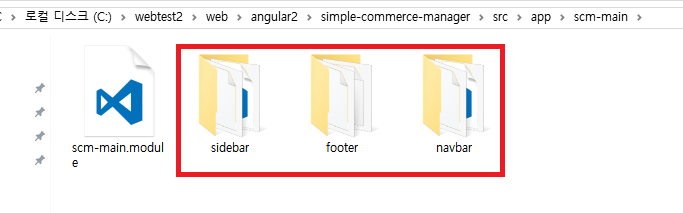 로컬 디스크 (C:) > webtest2 > web > angular2 > simple-commerce-manager > src > app > scm-main >
scm-main.modul
e
sidebar
footer
navbar